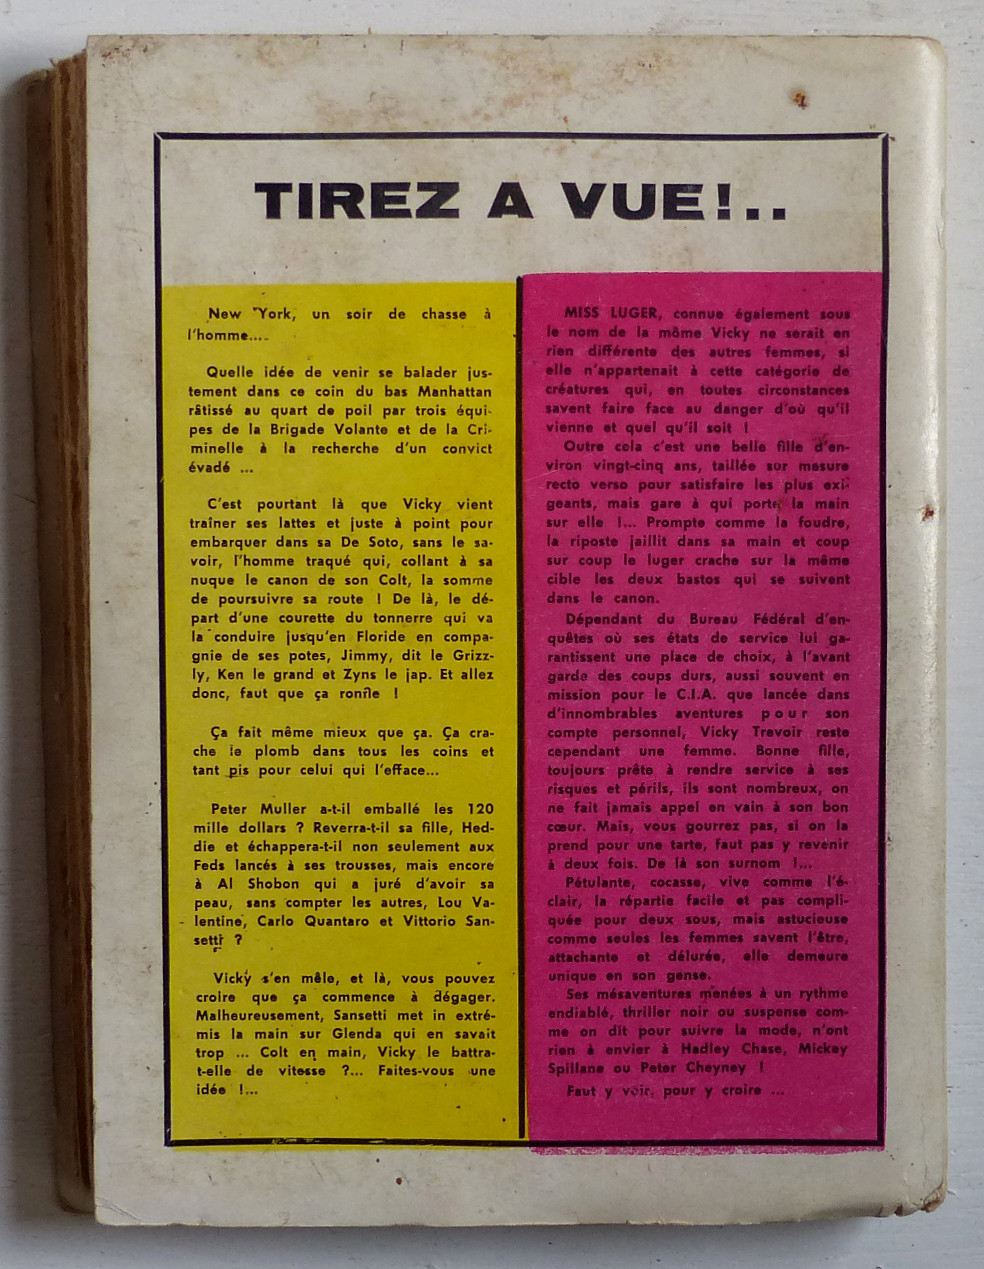 TIREZ A VUE!..
New York, un soir de chasse à
l'homme....
Quelle idée de venir se balader jus-
tement dans ce coin du bas Manhattan
râtissé au quart de poil par trois équi-
pes de la Brigade Volante et de la Cri-
minelle à la recherche d'un convict
évadé ...
C'est pourtant là que Vicky vient
traîner ses lattes et juste à point pour
embarquer dans sa De Soto, sans le sa-
voir, l'homme traqué qui, collant à sa
nuque le canon de son Colt, la somme
de poursuivre sa route ! De là, le dé-
part d'une courette du tonnerre qui va
la conduire jusqu'en Floride en compa-
gnie de ses potes, Jimmy, dit le Grizz-
ly, Ken le grand et Zyns le jap. Et allez
donc, faut que ça ronfle !
Ça fait même mieux que ça. Ça cra-
che le plomb dans tous les coins et
tant pis pour celui qui l'efface...
Peter Muller a-t-il emballé les 120
mille dollars ? Reverra-t-il sa fille, Hed-
die et échappera-t-il non seulement aux
Feds lancés à ses trousses, mais encore
à Al Shobon qui a juré d'avoir sa
peau, sans compter les autres, Lou Va-
lentine, Carlo Quantaro et Vittorio San-
setti ?
Vicky s'en mêle, et là, vous pouvez
croire que ça commence à dégager.
Malheureusement, Sansetti met in extré-
mis la main sur Glenda qui en savait
trop ... Colt en main, Vicky le battra-
t-elle de vitesse ?... Faites-vous une
idée !...
MISS LUGER, connue également sous
le nom de la môme Vicky ne serait en
rien différente des autres femmes, si
elle n'appartenait à cette catégorie de
créatures qui, en toutes circonstances
savent faire face au danger d'où qu'il
vienne et quel qu'il soit !
Outre cela c'est une belle fille d'en-
viron vingt-cinq ans, taillée sur mesure
recto verso pour satisfaire les plus exi-
geants, mais gare à qui porte la main
sur elle !... Prompte comme la foudre,
la riposte jaillit dans sa main et coup
sur coup le luger crache sur la même
cible les deux bastos qui se suivent
dans le canon.
Dépendant du Bureau Fédéral d'en-
quêtes où ses états de service lui ga-
rantissent une place de choix, à l'avant
garde des coups durs, aussi souvent en
mission pour le C.I.A. que lancée dans
d'innombrables aventures pour son
compte personnel, Vicky Trevoir reste
cependant une femme. Bonne fille,
toujours prête à rendre service à ses
risques et périls, ils sont nombreux, on
ne fait jamais appel en vain à son bon
cœur. Mais, vous gourrez pas, si on la
prend pour une tarte, faut pas y revenir
à deux fois. De là son surnom !...
Pétulante, cocasse, vive comme l'é-
clair, la répartie facile et pas compli-
quée pour deux sous, mais astucieuse
comme seules les femmes savent l'être,
attachante et délurée, elle demeure
unique en son gense.
Ses mésaventures menées à un rythme
endiablé, thriller noir ou suspense com-
me on dit pour suivre la mode, n'ont
rien à envier à Hadley Chase, Mickey
Spillane ou Peter Cheyney !
Faut y voir, pour y croire ...